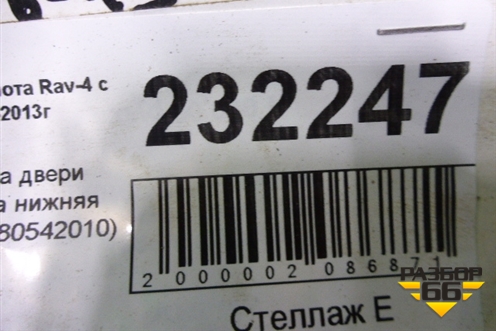 ота Rav-4 с
2013г
232247
а двери
а нижняя
80542010)
2 000002 086871
Стеллаж Е
РАЗБОР
66